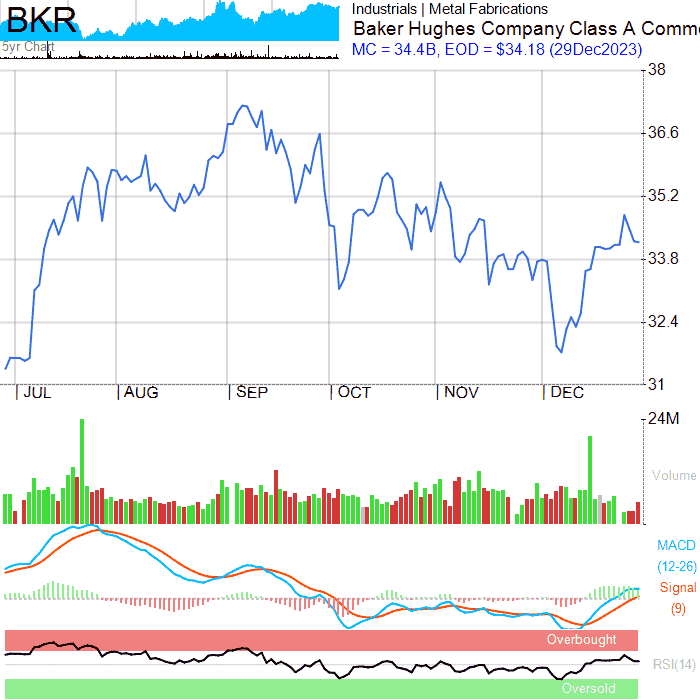 BKR
5yr Chart
Industrials | Metal Fabrications
Baker Hughes Company Class A Comm
MC = 34.4B, EOD = $34.18 (29Dec2023)
38
36.6
35.2
33.8
32.4
31
| JUL | AUG | SEP | OCT | NOV | DEC
24M
Volume
MACD
(12-26)
Signal
(9)
Overbought
RSI(14)
Oversold